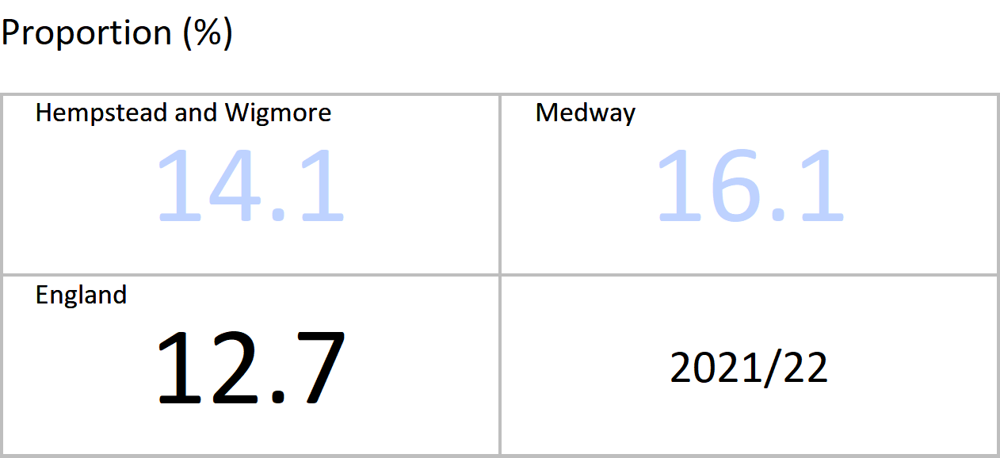 Proportion (%)
Hempstead and Wigmore
14.1
Medway
16.1
England
12.7
2021/22